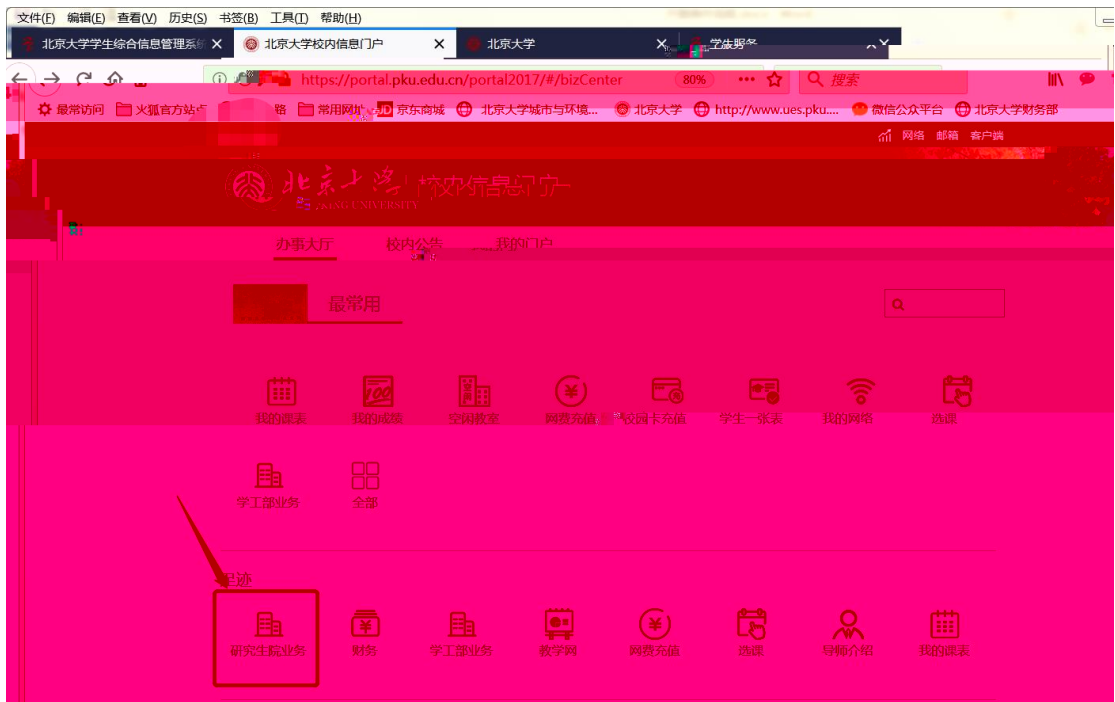 文件(F) 编辑(E) 查看(V) 历史(S) 书签(B) 工具(T) 帮助(H)
北京大学学生综合信息管理系统 北京大学校内信息门户 北京大学
https://portal.pku.edu.cn/portal2017/#/bizCenter 80% 搜索
最常访问 火狐官方站点 常用网址 JD 京东商城 北京大学城市与环境... 北京大学 http://www.ues.pku.... 微信公众平台 北京大学财务部
网络 邮箱 客户端
北京大学 校内信息门户
办事大厅 校内公告 我的门户
最常用
我的课表 我的成绩 空闲教室 网费充值 校园卡充值 学生一张表 我的网络 选课
学工部业务 全部
足迹
研究生院业务 财务 学工部业务 教学网 网费充值 选课 导师介绍 我的课表